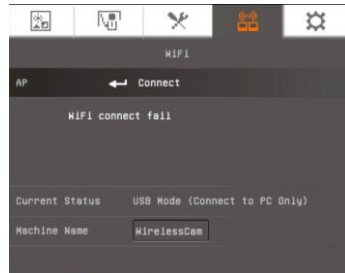 WiFi
AP Connect
WiFi connect fail
Current Status USB Mode (Connect to PC Only)
Machine Name WirelessCam